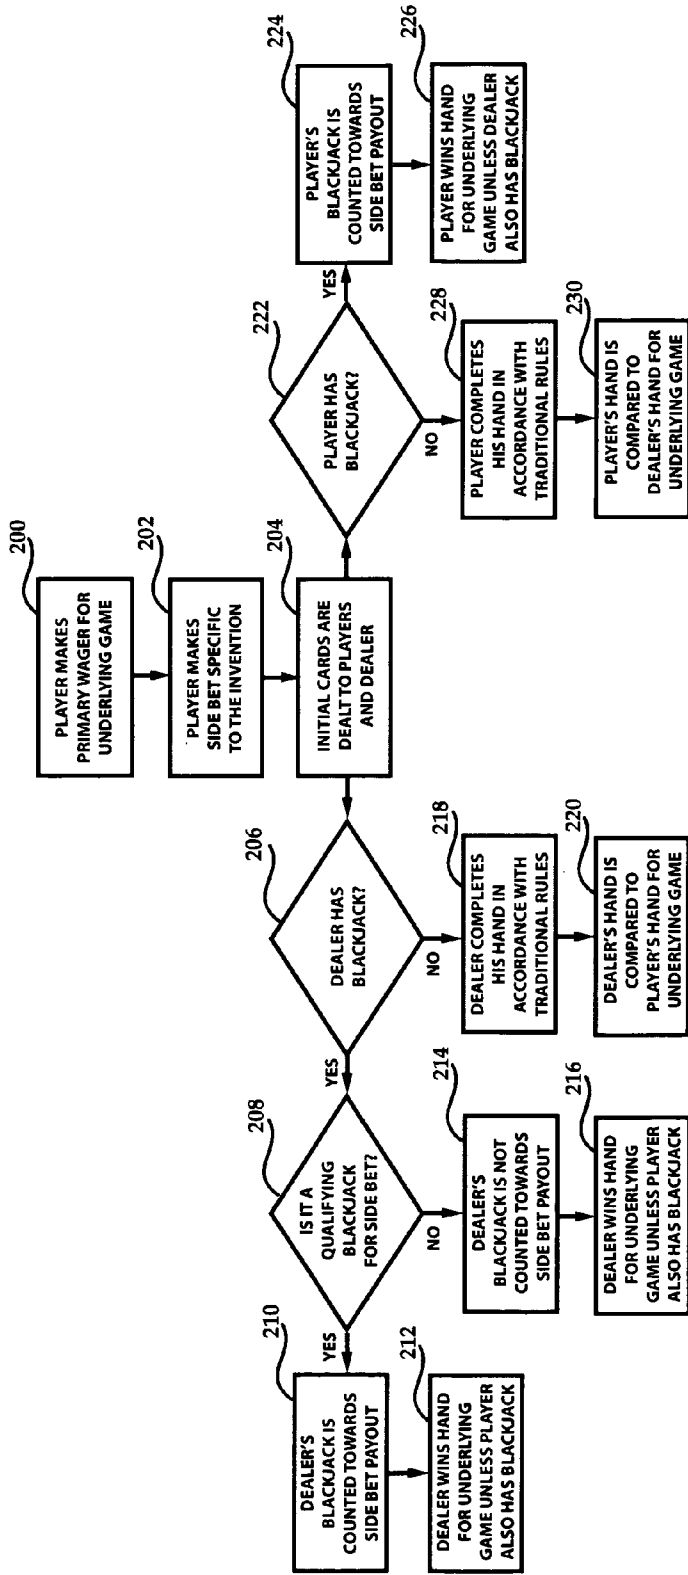 200
PLAYER MAKES
PRIMARY WAGER FOR
UNDERLYING GAME
202
PLAYER MAKES
SIDE BET SPECIFIC
TO THE INVENTION
204
INITIAL CARDS ARE
DEALT TO PLAYERS
AND DEALER
206
DEALER HAS
BLACKJACK?
YES
NO
208
IS IT A
QUALIFYING
BLACKJACK
FOR SIDE BET?
YES
NO
210
DEALER'S
BLACKJACK IS
COUNTED TOWARDS
SIDE BET PAYOUT
212
DEALER WINS HAND
FOR UNDERLYING
GAME UNLESS PLAYER
ALSO HAS BLACKJACK
214
DEALER'S
BLACKJACK IS NOT
COUNTED TOWARDS
SIDE BET PAYOUT
216
DEALER WINS HAND
FOR UNDERLYING
GAME UNLESS PLAYER
ALSO HAS BLACKJACK
218
DEALER COMPLETES
HIS HAND IN
ACCORDANCE WITH
TRADITIONAL RULES
220
DEALER'S HAND IS
COMPARED TO
PLAYER'S HAND FOR
UNDERLYING GAME
222
PLAYER HAS
BLACKJACK?
YES
NO
224
PLAYER'S
BLACKJACK IS
COUNTED TOWARDS
SIDE BET PAYOUT
226
PLAYER WINS HAND
FOR UNDERLYING
GAME UNLESS DEALER
ALSO HAS BLACKJACK
228
PLAYER COMPLETES
HIS HAND IN
ACCORDANCE WITH
TRADITIONAL RULES
230
PLAYER'S HAND IS
COMPARED TO
DEALER'S HAND FOR
UNDERLYING GAME